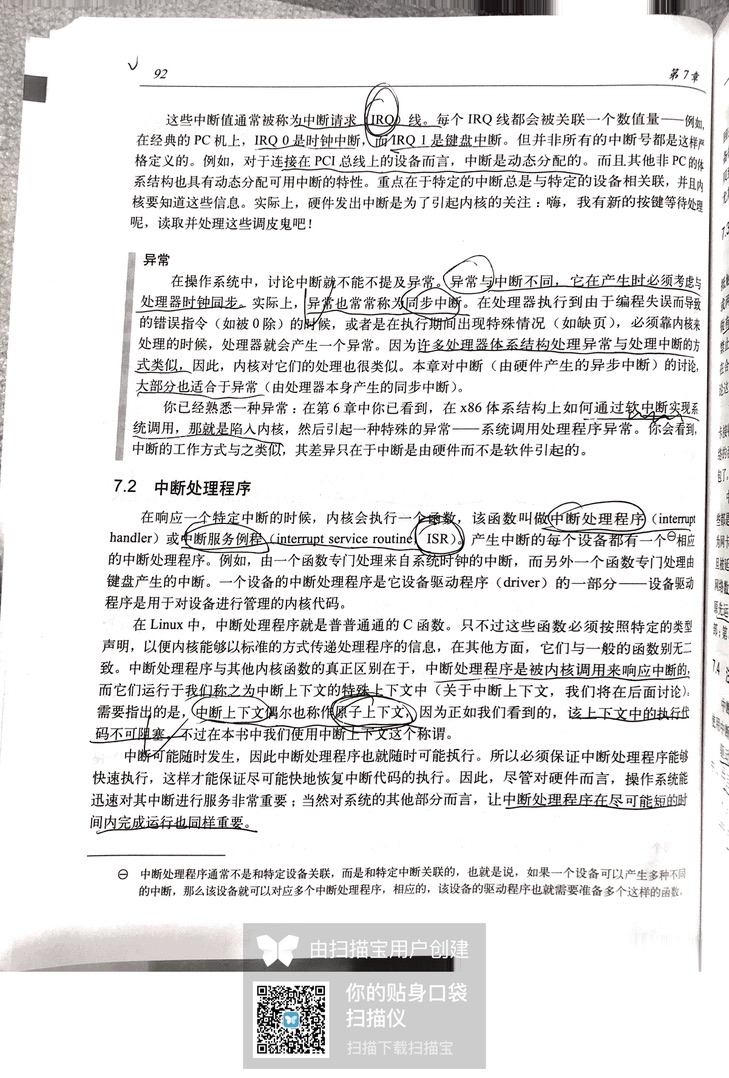 92
第7章
这些中断值通常被称为中断请求（IRQ）线。每个 IRQ 线都会被关联一个数值量——例如,
在经典的 PC 机上，IRQ 0 是时钟中断，而 IRQ 1 是键盘中断。但并非所有的中断号都是这样严
格定义的。例如，对于连接在 PCI 总线上的设备而言，中断是动态分配的。而且其他非 PC 的体
系结构也具有动态分配可用中断的特性。重点在于特定的中断总是与特定的设备相关联，并且内
核要知道这些信息。实际上，硬件发出中断是为了引起内核的关注：嗨，我有新的按键等待处理
呢，读取并处理这些调皮鬼吧！
异常
在操作系统中，讨论中断就不能不提及异常。异常与中断不同，它在产生时必须考虑与
处理器时钟同步。实际上，异常也常常称为同步中断。在处理器执行到由于编程失误而导致
的错误指令（如被 0 除）的时候，或者是在执行期间出现特殊情况（如缺页），必须靠内核来
处理的时候，处理器就会产生一个异常。因为许多处理器体系结构处理异常与处理中断的方
式类似，因此，内核对它们的处理也很类似。本章对中断（由硬件产生的异步中断）的讨论，
大部分也适合于异常（由处理器本身产生的同步中断）。
你已经熟悉一种异常：在第 6 章中你已看到，在 x86 体系结构上如何通过软中断实现系
统调用，那就是陷入内核，然后引起一种特殊的异常——系统调用处理程序异常。你会看到，
中断的工作方式与之类似，其差异只在于中断是由硬件而不是软件引起的。
7.2 中断处理程序
在响应一个特定中断的时候，内核会执行一个函数，该函数叫做中断处理程序（interrupt
handler）或中断服务例程（interrupt service routine，ISR）。产生中断的每个设备都有一个⊖相应
的中断处理程序。例如，由一个函数专门处理来自系统时钟的中断，而另外一个函数专门处理由
键盘产生的中断。一个设备的中断处理程序是它设备驱动程序（driver）的一部分——设备驱动
程序是用于对设备进行管理的内核代码。
在 Linux 中，中断处理程序就是普普通通的 C 函数。只不过这些函数必须按照特定的类型
声明，以便内核能够以标准的方式传递处理程序的信息，在其他方面，它们与一般的函数别无二
致。中断处理程序与其他内核函数的真正区别在于，中断处理程序是被内核调用来响应中断的，
而它们运行于我们称之为中断上下文的特殊上下文中（关于中断上下文，我们将在后面讨论）。
需要指出的是，中断上下文偶尔也称作原子上下文，因为正如我们看到的，该上下文中的执行代
码不可阻塞。不过在本书中我们使用中断上下文这个称谓。
中断可能随时发生，因此中断处理程序也就随时可能执行。所以必须保证中断处理程序能够
快速执行，这样才能保证尽可能快地恢复中断代码的执行。因此，尽管对硬件而言，操作系统能
迅速对其中断进行服务非常重要；当然对系统的其他部分而言，让中断处理程序在尽可能短的时
间内完成运行也同样重要。
⊖ 中断处理程序通常不是和特定设备关联，而是和特定中断关联的，也就是说，如果一个设备可以产生多种不同
的中断，那么该设备就可以对应多个中断处理程序，相应的，该设备的驱动程序也就需要准备多个这样的函数。
由扫描宝用户创建
你的贴身口袋
扫描仪
扫描下载扫描宝